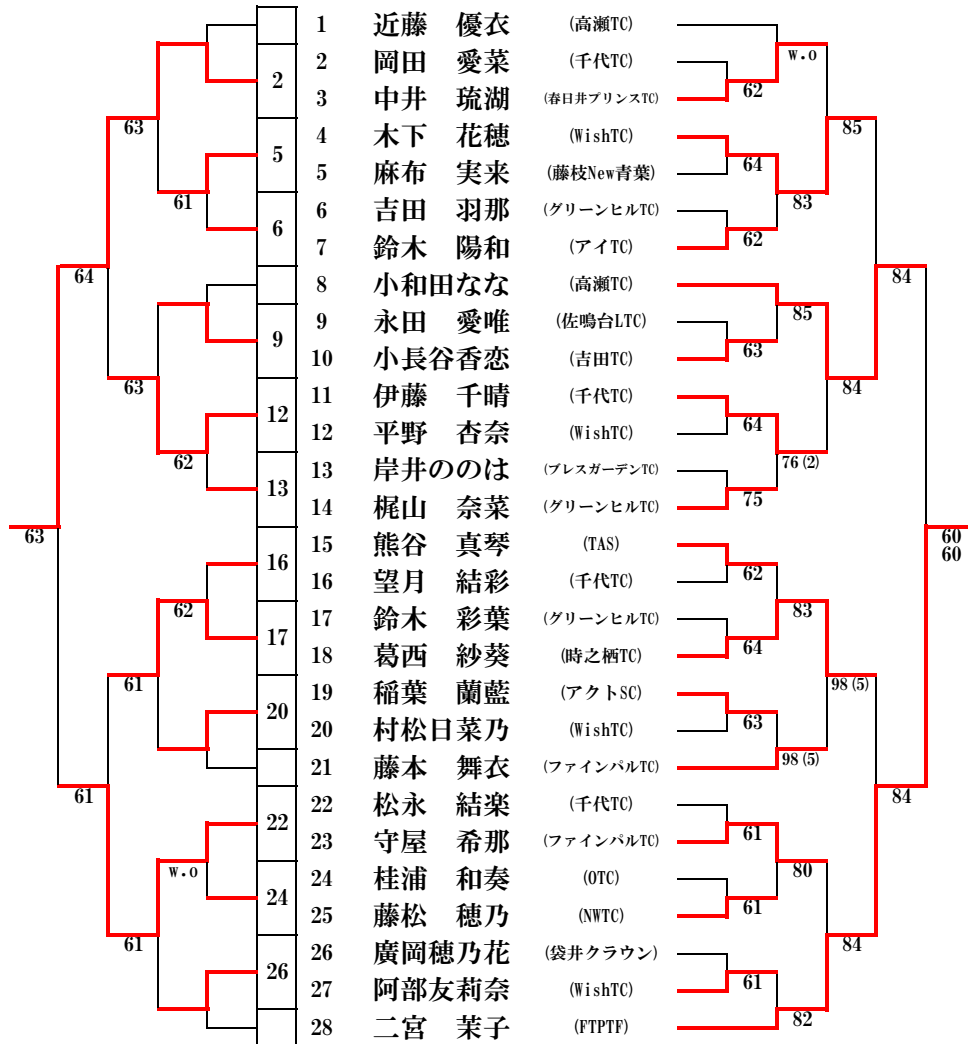 1 近藤 優衣 (高瀬TC)
w.o
2 岡田 愛菜 (千代TC)
2 62
3 中井 琉湖 (春日井プリンスTC)
63 85
4 木下 花穂 (WishTC)
5 64
5 麻布 実来 (藤枝New青葉)
61 83
6 吉田 羽那 (グリーンヒルTC)
6 62
7 鈴木 陽和 (アイTC)
64 84
8 小和田なな (高瀬TC)
85
9 永田 愛唯 (佐鳴台LTC)
9 63
10 小長谷香恋 (吉田TC)
63 84
11 伊藤 千晴 (千代TC)
12 64
12 平野 杏奈 (WishTC)
62 76(2)
13 岸井ののは (ブレスガーデンTC)
13 75
14 梶山 奈菜 (グリーンヒルTC)
63 60
60
15 熊谷 真琴 (TAS)
16 62
16 望月 結彩 (千代TC)
62 83
17 鈴木 彩葉 (グリーンヒルTC)
17 64
18 葛西 紗葵 (時之栖TC)
61 98(5)
19 稲葉 蘭藍 (アクトSC)
20 63
20 村松日菜乃 (WishTC)
98(5)
21 藤本 舞衣 (ファインパルTC)
61 84
22 松永 結楽 (千代TC)
22 61
23 守屋 希那 (ファインパルTC)
w.o 80
24 桂浦 和奏 (OTC)
24 61
25 藤松 穂乃 (NWTC)
61 84
26 廣岡穂乃花 (袋井クラウン)
26 61
27 阿部友莉奈 (WishTC)
82
28 二宮 茉子 (FTPTF)